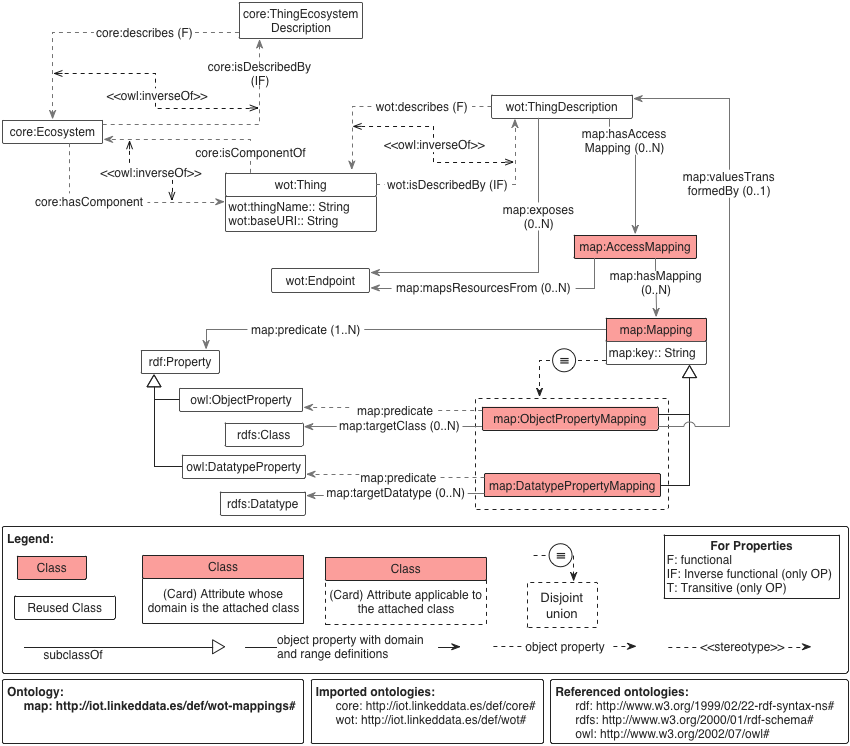 core:ThingEcosystem
Description
core:describes (F)
core:isDescribedBy
(IF)
<<owl:inverseOf>>
core:Ecosystem
wot:describes (F)
wot:ThingDescription
map:hasAccess
Mapping (0..N)
<<owl:inverseOf>>
core:isComponentOf
<<owl:inverseOf>>
map:valuesTrans
formedBy (0..1)
wot:Thing
wot:isDescribedBy (IF)
core:hasComponent
wot:thingName:: String
wot:baseURI:: String
map:exposes
(0..N)
map:AccessMapping
wot:Endpoint
map:mapsResourcesFrom (0..N)
map:hasMapping
(0..N)
map:predicate (1..N)
map:Mapping
map:key:: String
rdf:Property
≡
owl:ObjectProperty
map:predicate
map:ObjectPropertyMapping
map:targetClass (0..N)
rdfs:Class
owl:DatatypeProperty
map:predicate
map:DatatypePropertyMapping
map:targetDatatype (0..N)
rdfs:Datatype
Legend:
Class
Reused Class
Class
(Card) Attribute whose
domain is the attached class
Class
(Card) Attribute applicable to
the attached class
≡
Disjoint
union
For Properties
F: functional
IF: Inverse functional (only OP)
T: Transitive (only OP)
subclassOf
object property with domain
and range definitions
object property
<<stereotype>>
Ontology:
map: http://iot.linkeddata.es/def/wot-mappings#
Imported ontologies:
core: http://iot.linkeddata.es/def/core#
wot: http://iot.linkeddata.es/def/wot#
Referenced ontologies:
rdf: http://www.w3.org/1999/02/22-rdf-syntax-ns#
rdfs: http://www.w3.org/2000/01/rdf-schema#
owl: http://www.w3.org/2002/07/owl#